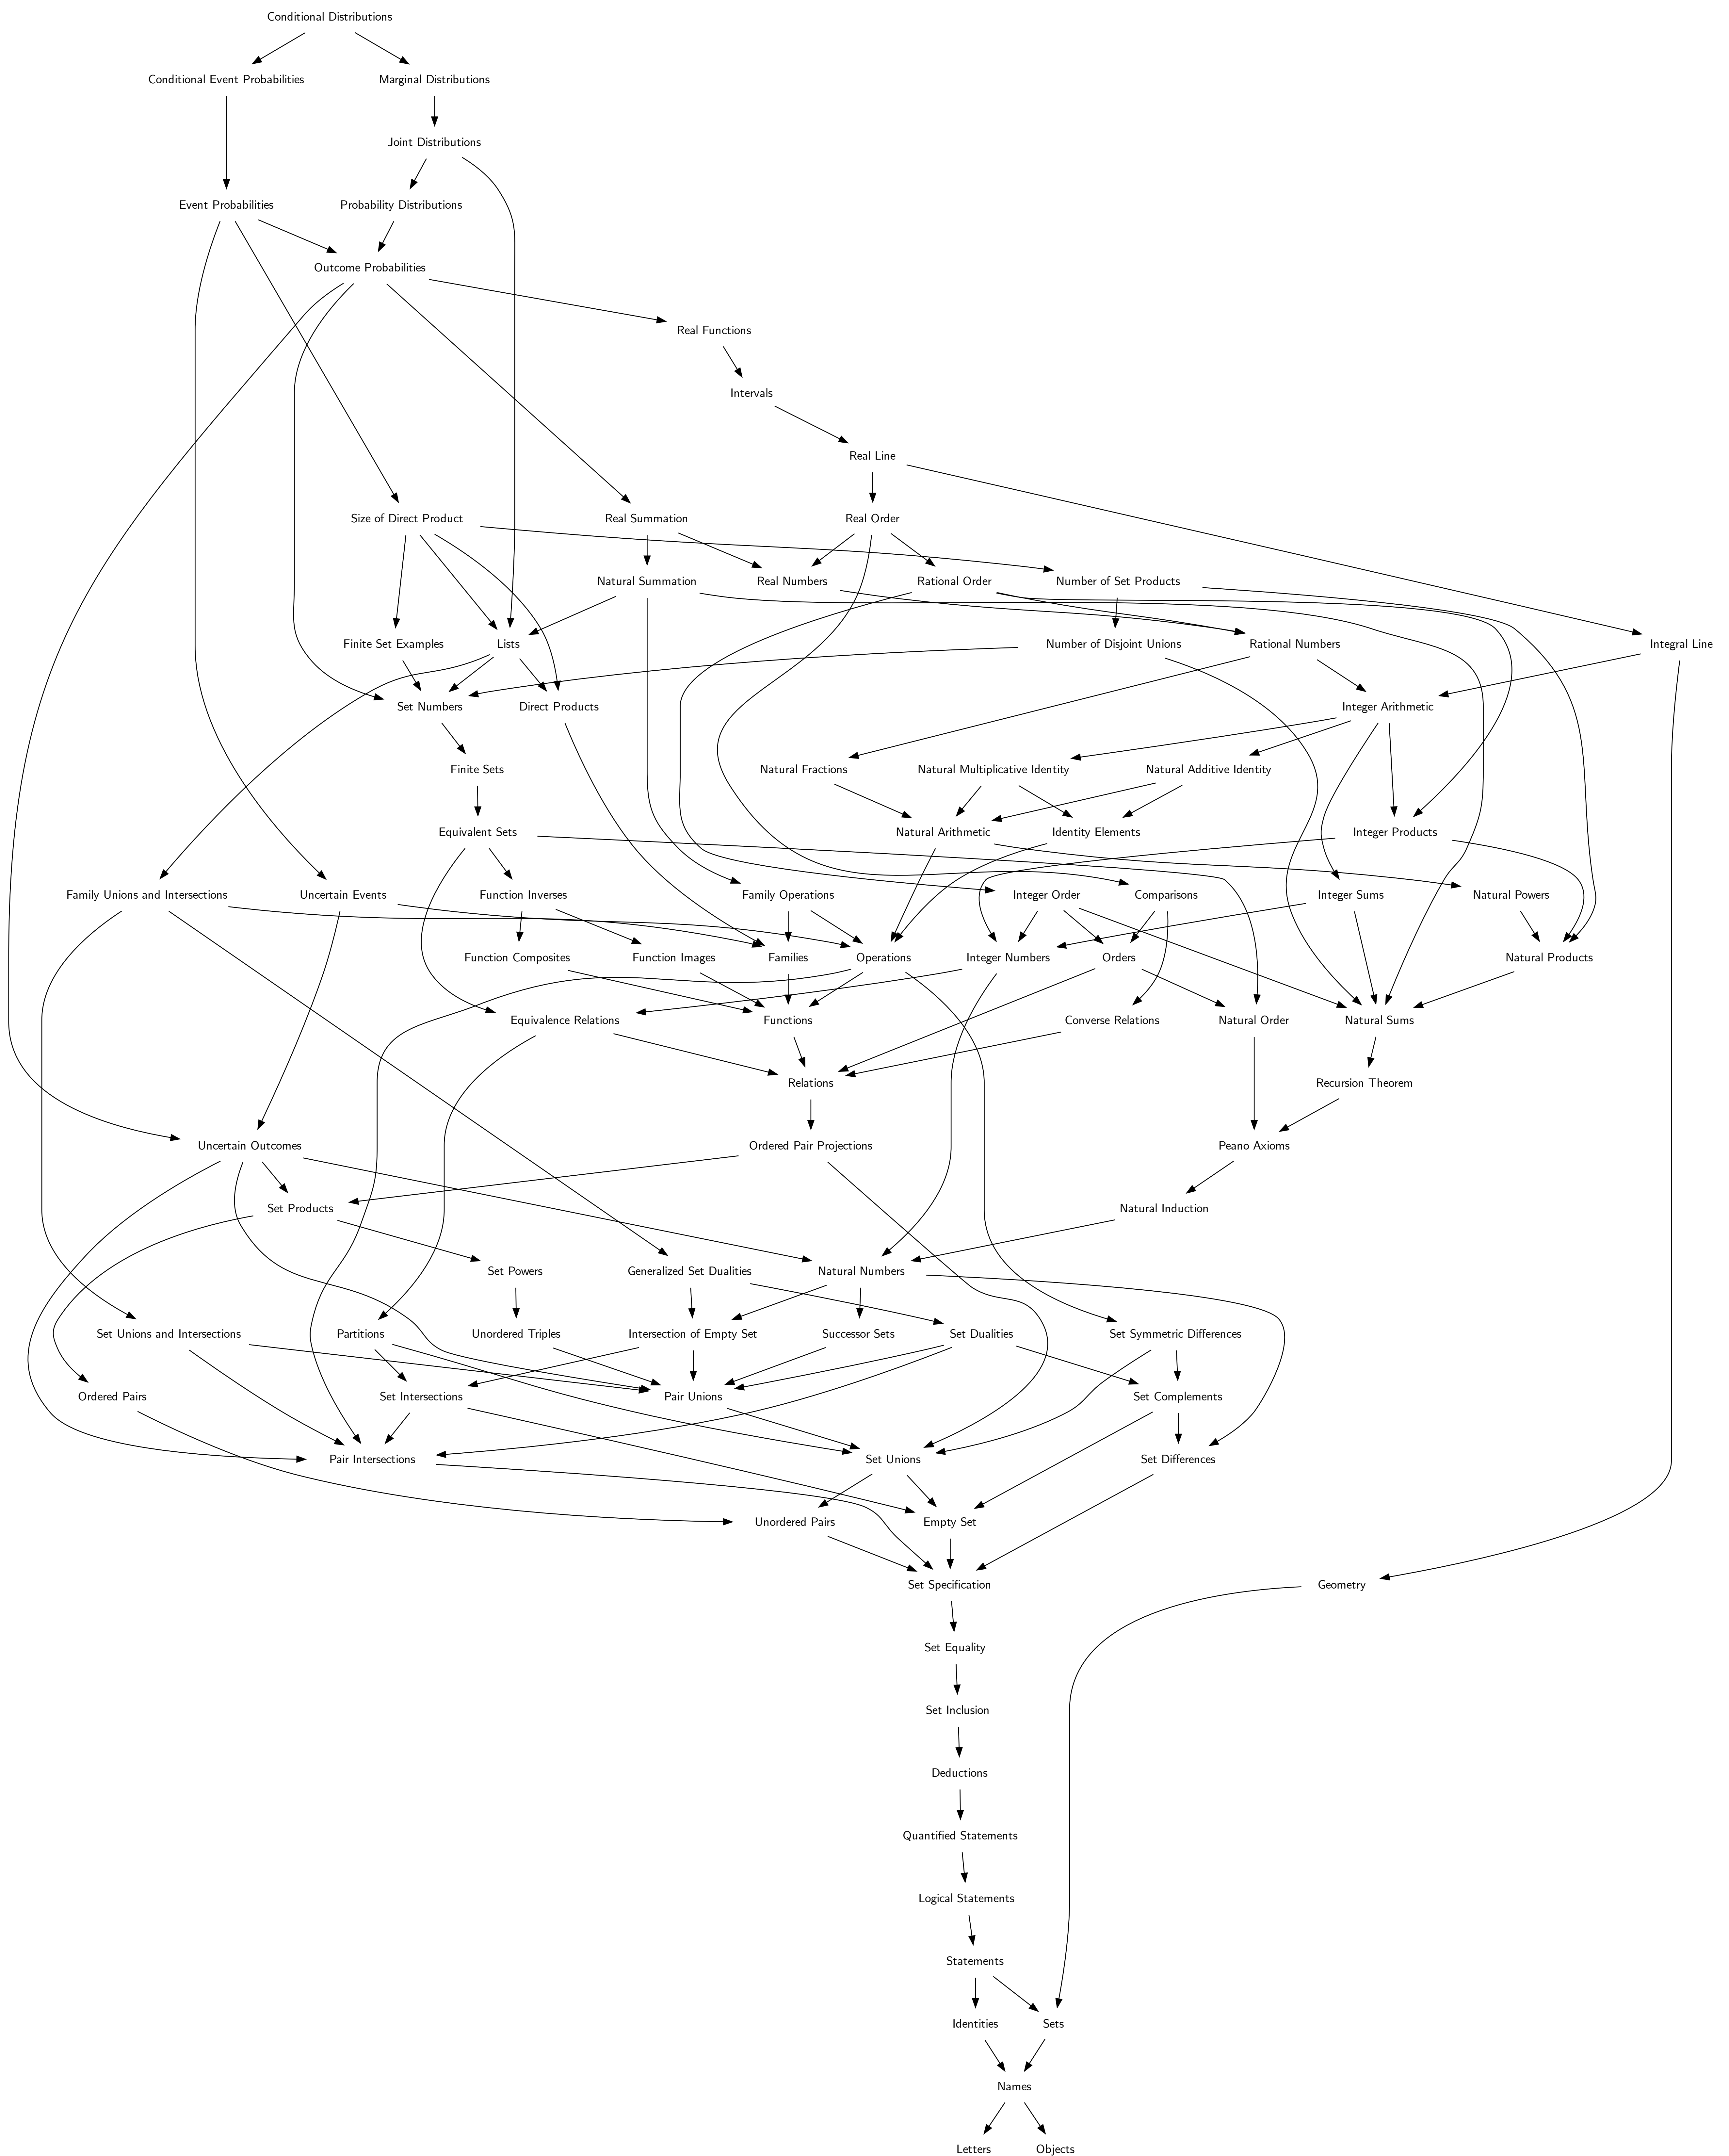 Conditional Distributions
Conditional Event Probabilities
Marginal Distributions
Joint Distributions
Event Probabilities
Probability Distributions
Outcome Probabilities
Real Functions
Intervals
Real Line
Size of Direct Product
Real Summation
Real Order
Natural Summation
Real Numbers
Rational Order
Number of Set Products
Finite Set Examples
Lists
Number of Disjoint Unions
Rational Numbers
Integral Line
Set Numbers
Direct Products
Integer Arithmetic
Finite Sets
Natural Fractions
Natural Multiplicative Identity
Natural Additive Identity
Equivalent Sets
Natural Arithmetic
Identity Elements
Integer Products
Family Unions and Intersections
Uncertain Events
Function Inverses
Family Operations
Integer Order
Comparisons
Integer Sums
Natural Powers
Function Composites
Function Images
Families
Operations
Integer Numbers
Orders
Natural Products
Equivalence Relations
Functions
Converse Relations
Natural Order
Natural Sums
Relations
Recursion Theorem
Uncertain Outcomes
Ordered Pair Projections
Peano Axioms
Set Products
Natural Induction
Set Powers
Generalized Set Dualities
Natural Numbers
Set Unions and Intersections
Partitions
Unordered Triples
Intersection of Empty Set
Successor Sets
Set Dualities
Set Symmetric Differences
Ordered Pairs
Set Intersections
Pair Unions
Set Complements
Pair Intersections
Set Unions
Set Differences
Unordered Pairs
Empty Set
Set Specification
Geometry
Set Equality
Set Inclusion
Deductions
Quantified Statements
Logical Statements
Statements
Identities
Sets
Names
Letters
Objects